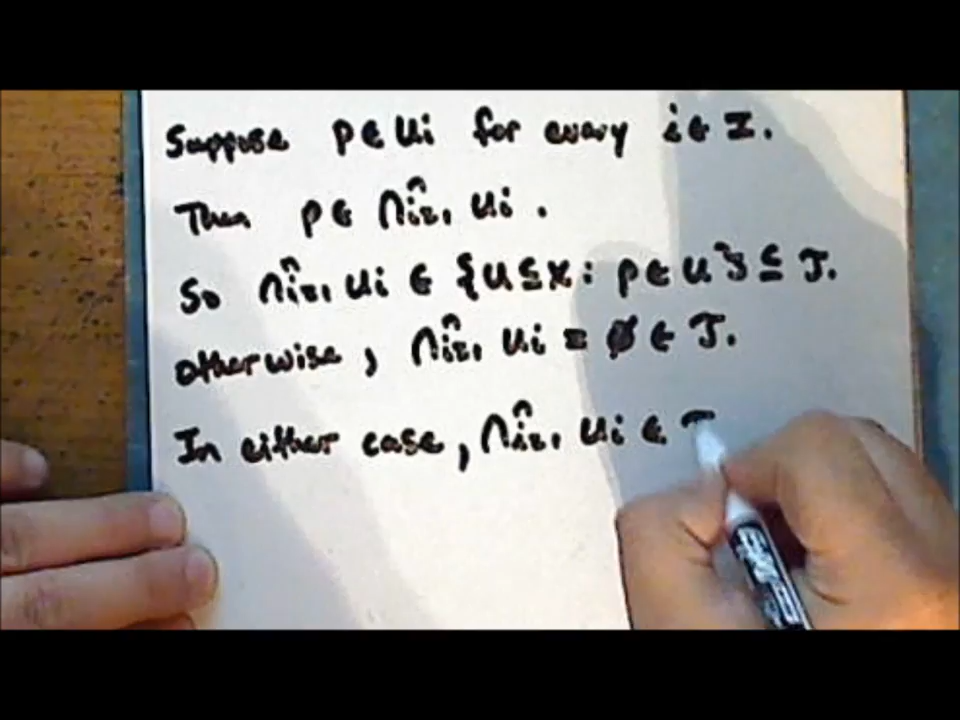 Suppose p ∈ Ui for every i ∈ I.
Then p ∈ ∩ⁿi=1 Ui.
So ∩ⁿi=1 Ui ∈ {U ⊆ X : p ∈ U} ⊆ T.
otherwise, ∩ⁿi=1 Ui = ∅ ∈ T.
In either case, ∩ⁿi=1 Ui ∈ T